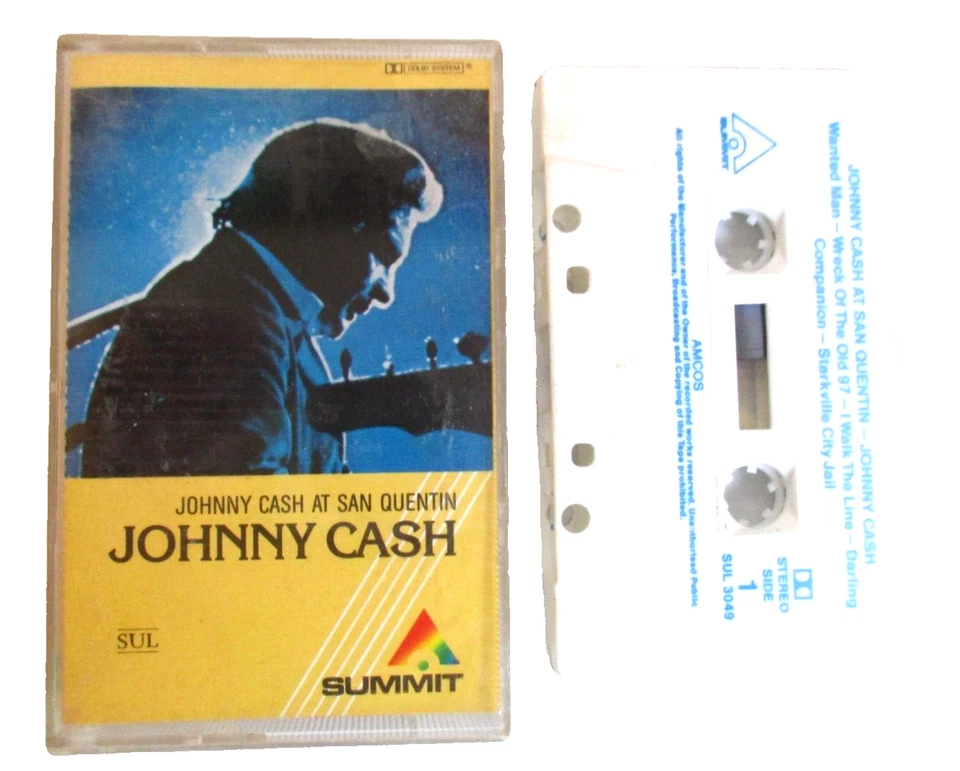 DOLBY SYSTEM ®
JOHNNY CASH AT SAN QUENTIN
JOHNNY CASH
SUL
SUMMIT
JOHNNY CASH AT SAN QUENTIN – JOHNNY CASH
Wanted Man – Wreck Of The Old 97 – I Walk The Line – Darling
Companion – Starkville City Jail
SUMMIT
STEREO
SIDE
1
SUL 3049
AMCOS
All rights of the Manufacturer and of the Owner of the recorded works reserved. Unauthorised Public
Performance, Broadcasting and Copying of this Tape prohibited.